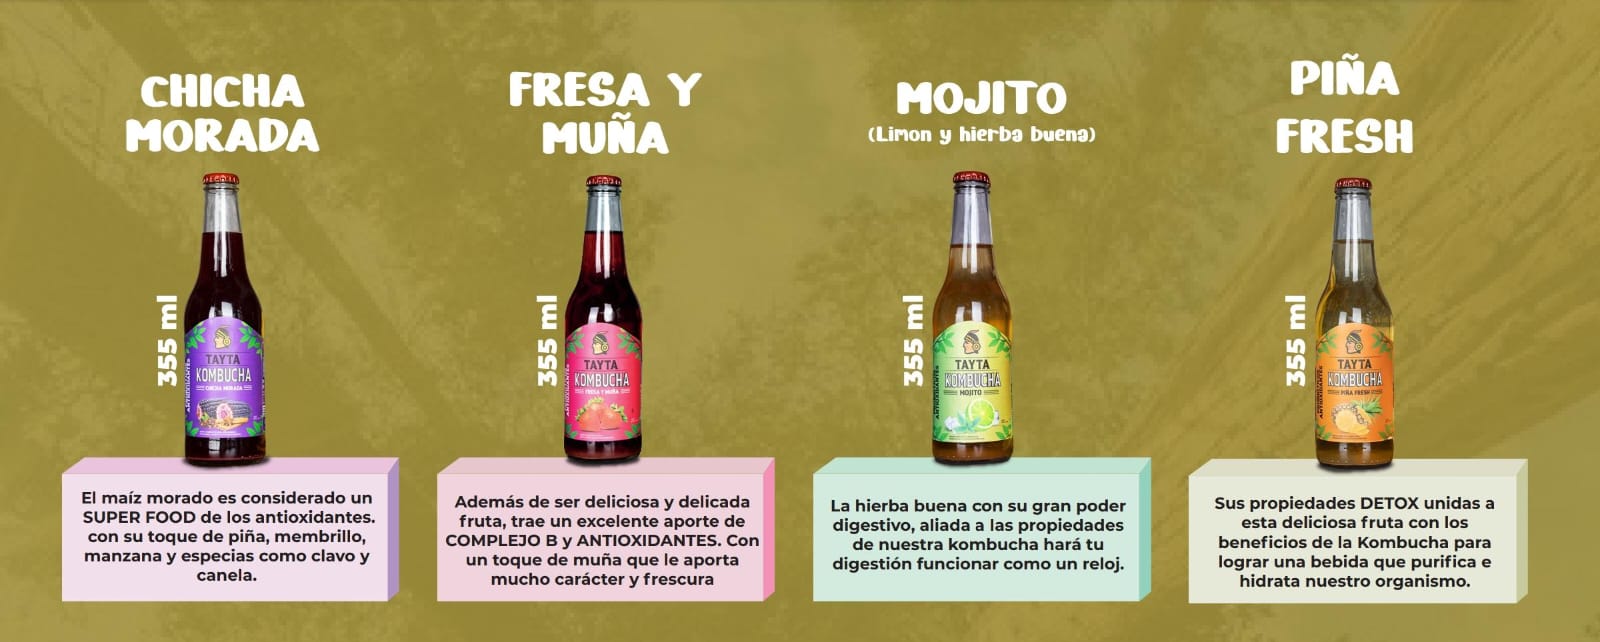 CHICHA
MORADA
355 ml
TAYTA
KOMBUCHA
CHICHA MORADA
ANTIOXIDANTES
El maíz morado es considerado un
SUPER FOOD de los antioxidantes.
con su toque de piña, membrillo,
manzana y especias como clavo y
canela.
FRESA Y
MUÑA
355 ml
TAYTA
KOMBUCHA
FRESA Y MUÑA
ANTIOXIDANTES
Además de ser deliciosa y delicada
fruta, trae un excelente aporte de
COMPLEJO B y ANTIOXIDANTES. Con
un toque de muña que le aporta
mucho carácter y frescura
MOJITO
(Limon y hierba buena)
355 ml
TAYTA
KOMBUCHA
MOJITO
ANTIOXIDANTES
La hierba buena con su gran poder
digestivo, aliada a las propiedades
de nuestra kombucha hará tu
digestión funcionar como un reloj.
PIÑA
FRESH
355 ml
TAYTA
KOMBUCHA
PIÑA FRESH
ANTIOXIDANTES
Sus propiedades DETOX unidas a
esta deliciosa fruta con los
beneficios de la Kombucha para
lograr una bebida que purifica e
hidrata nuestro organismo.